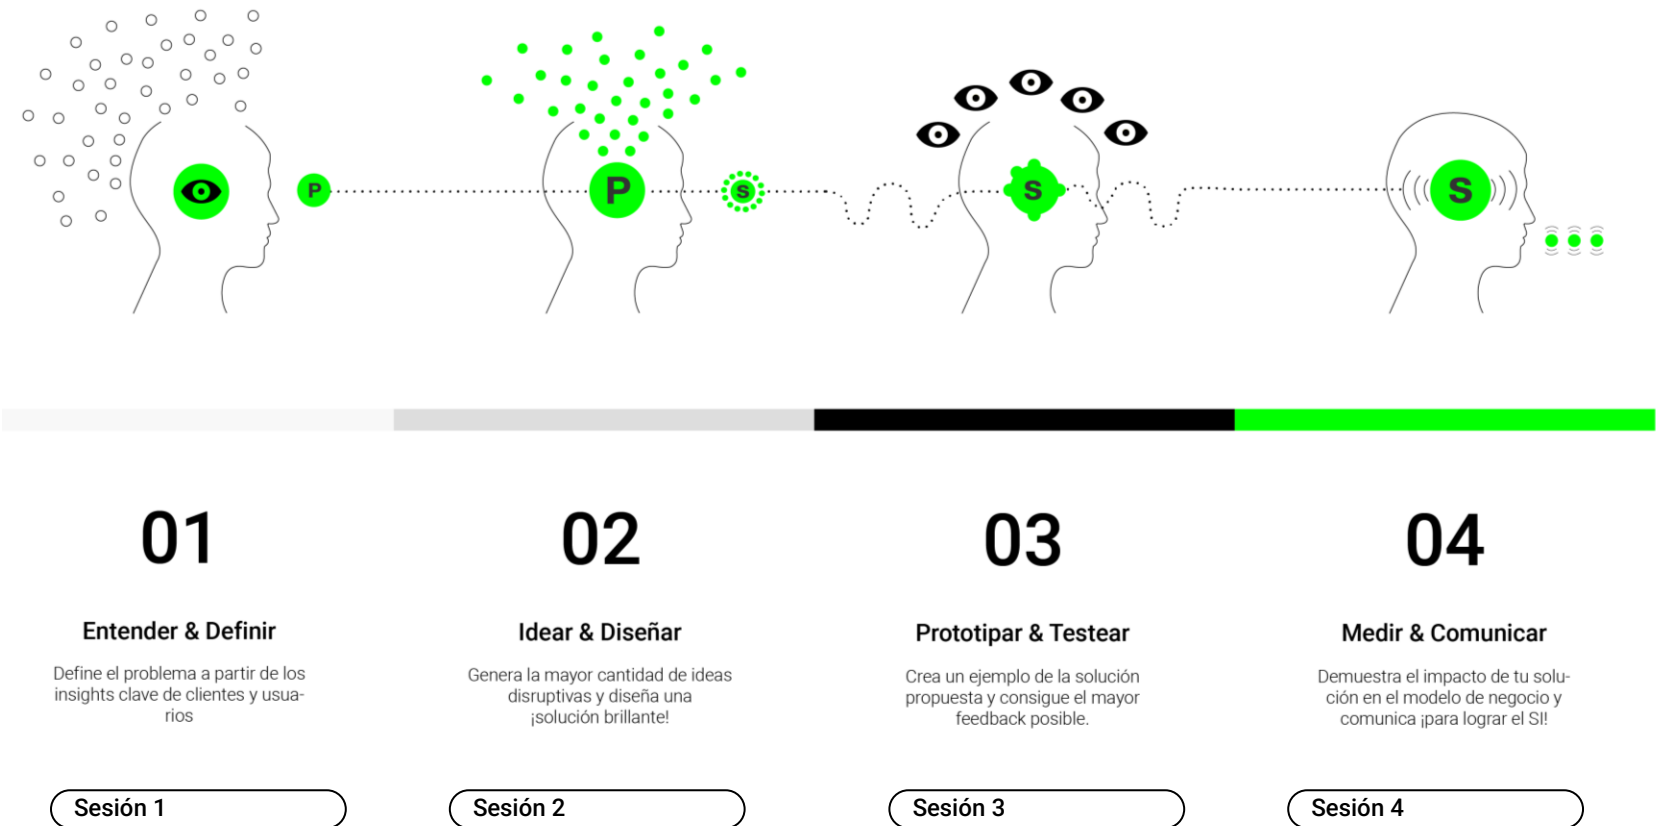 P
P
s
s
s
01
02
03
04
Entender & Definir
Define el problema a partir de los
insights clave de clientes y usua-
rios
Idear & Diseñar
Genera la mayor cantidad de ideas
disruptivas y diseña una
¡solución brillante!
Prototipar & Testear
Crea un ejemplo de la solución
propuesta y consigue el mayor
feedback posible.
Medir & Comunicar
Demuestra el impacto de tu solu-
ción en el modelo de negocio y
comunica ¡para lograr el SI!
Sesión 1
Sesión 2
Sesión 3
Sesión 4